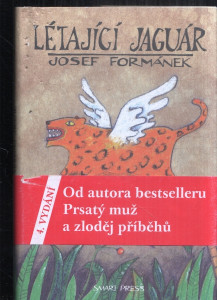 LÉTAJÍCÍ JAGUÁR
JOSEF FORMÁNEK
4. VYDÁNÍ
Od autora bestselleru
Prsatý muž
a zloděj příběhů
SMART PRESS